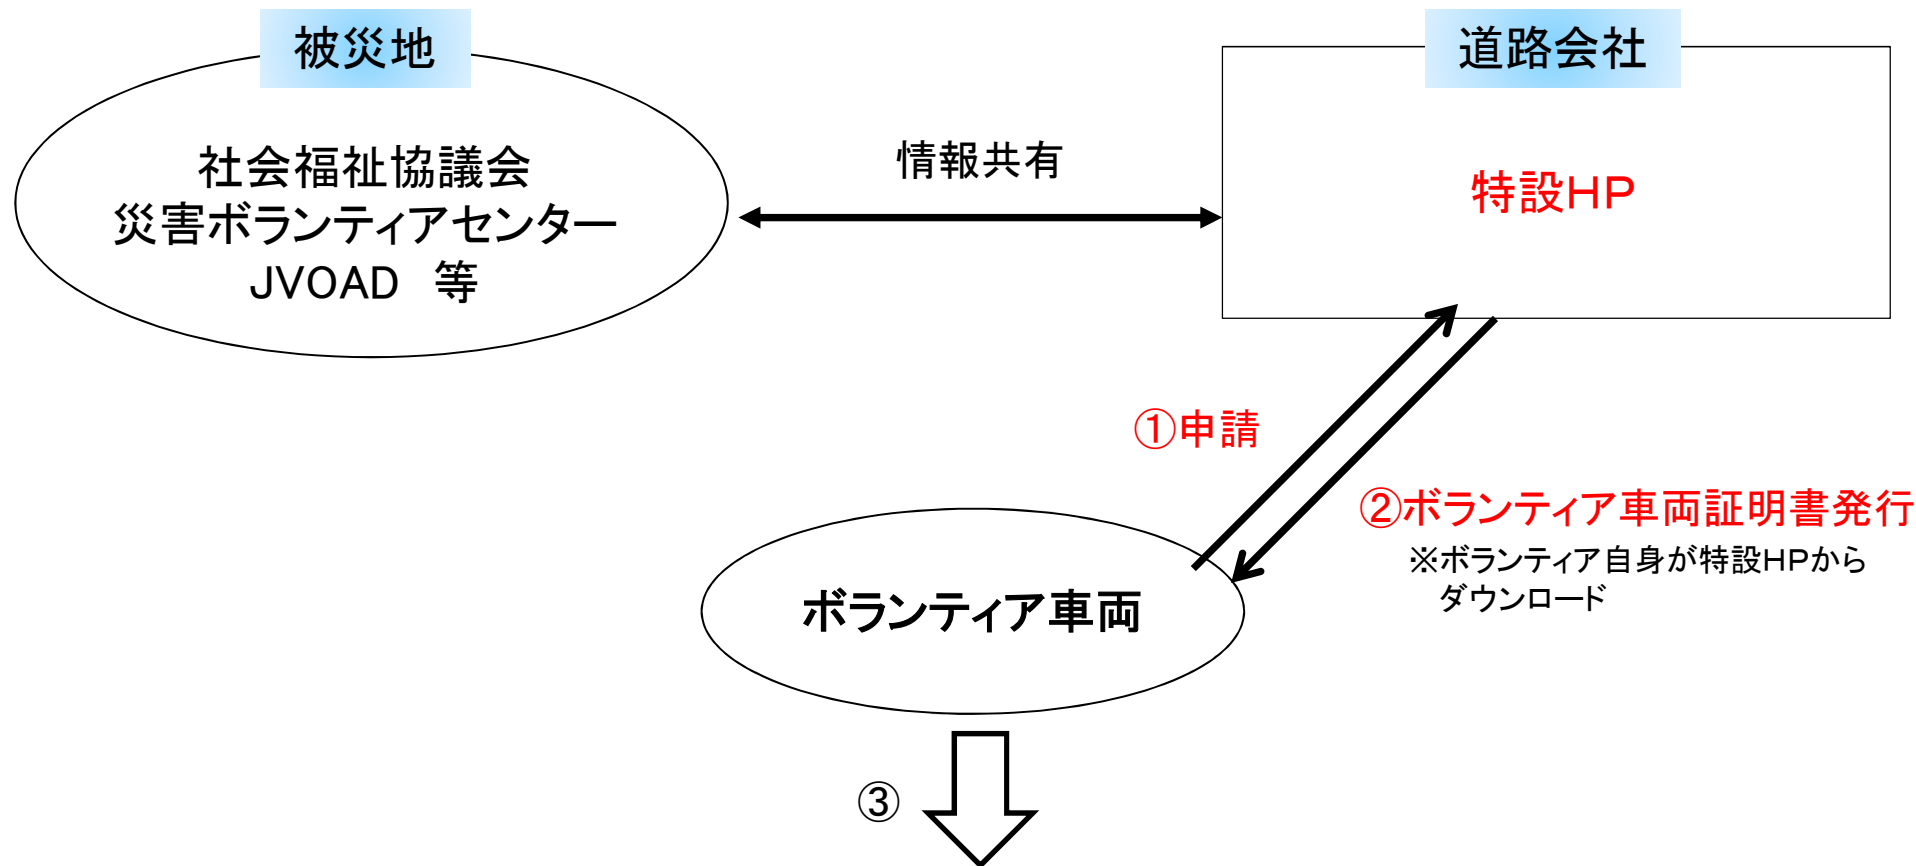 被災地
社会福祉協議会
災害ボランティアセンター
JVOAD　等
情報共有
道路会社
特設HP
①申請
②ボランティア車両証明書発行
※ボランティア自身が特設HPから
ダウンロード
ボランティア車両
③